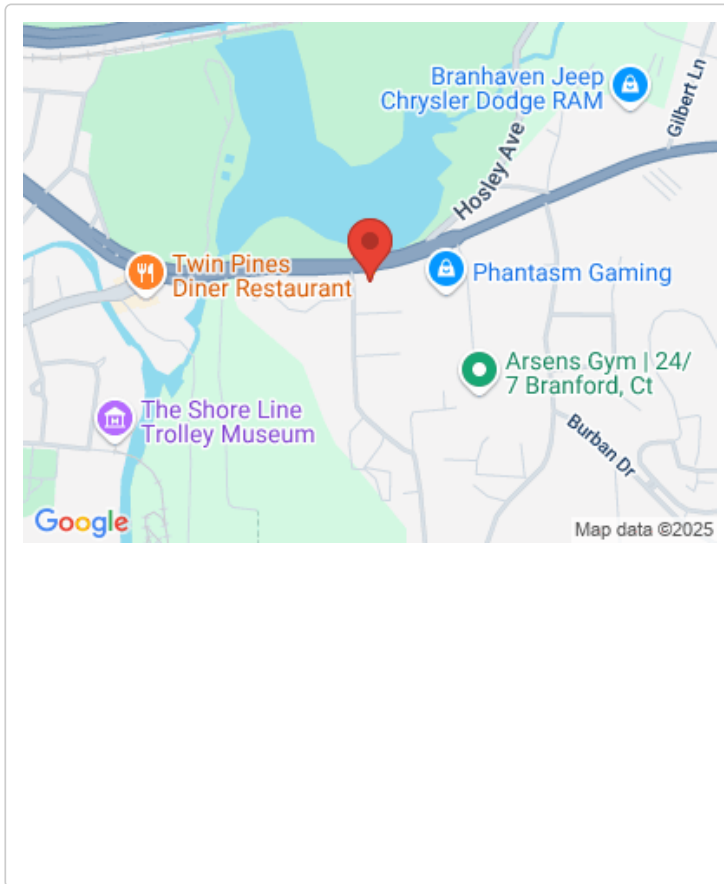 Branhaven Jeep
Chrysler Dodge RAM
Gilbert Ln
Hosley Ave
Twin Pines
Diner Restaurant
Phantasm Gaming
Arsens Gym | 24/
7 Branford, Ct
The Shore Line
Trolley Museum
Burban Dr
Google
Map data ©2025